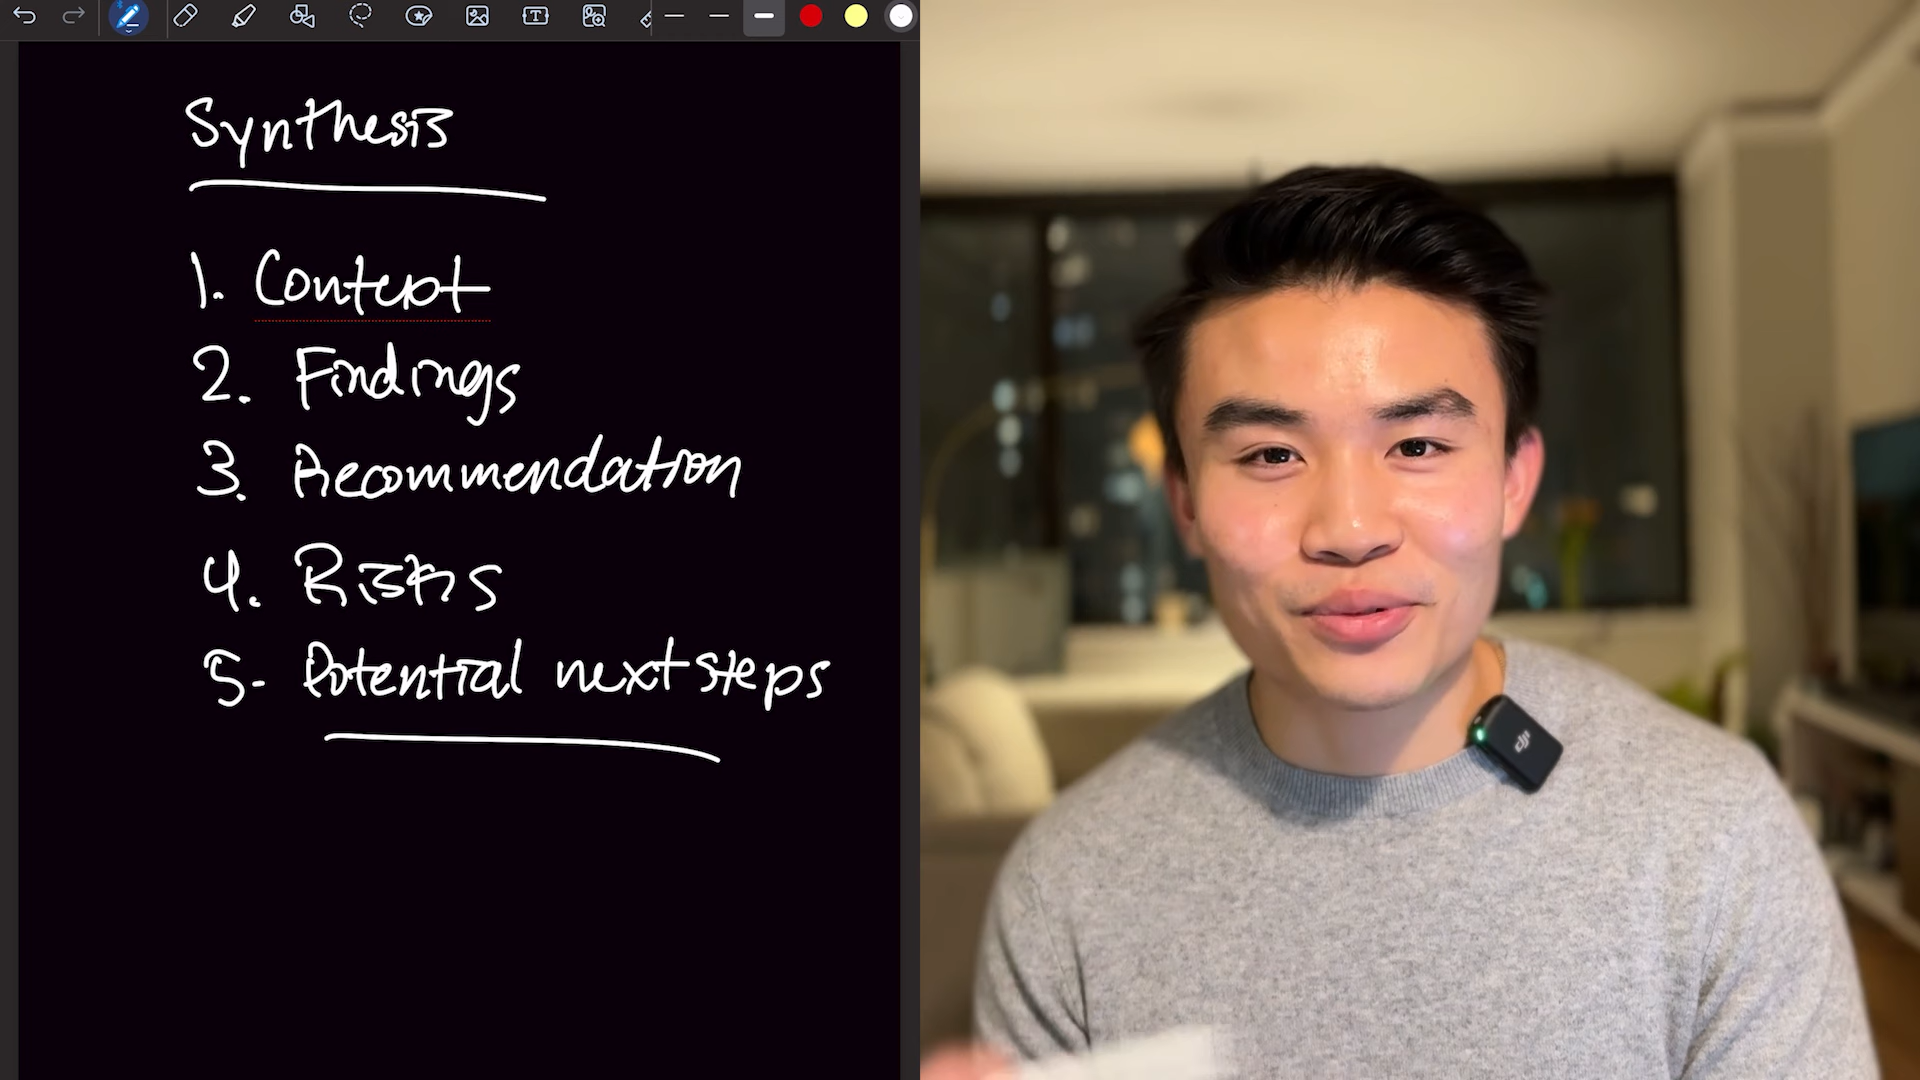 Synthesis
1. Context
2. Findings
3. Recommendation
4. Risks
5- Potential next steps